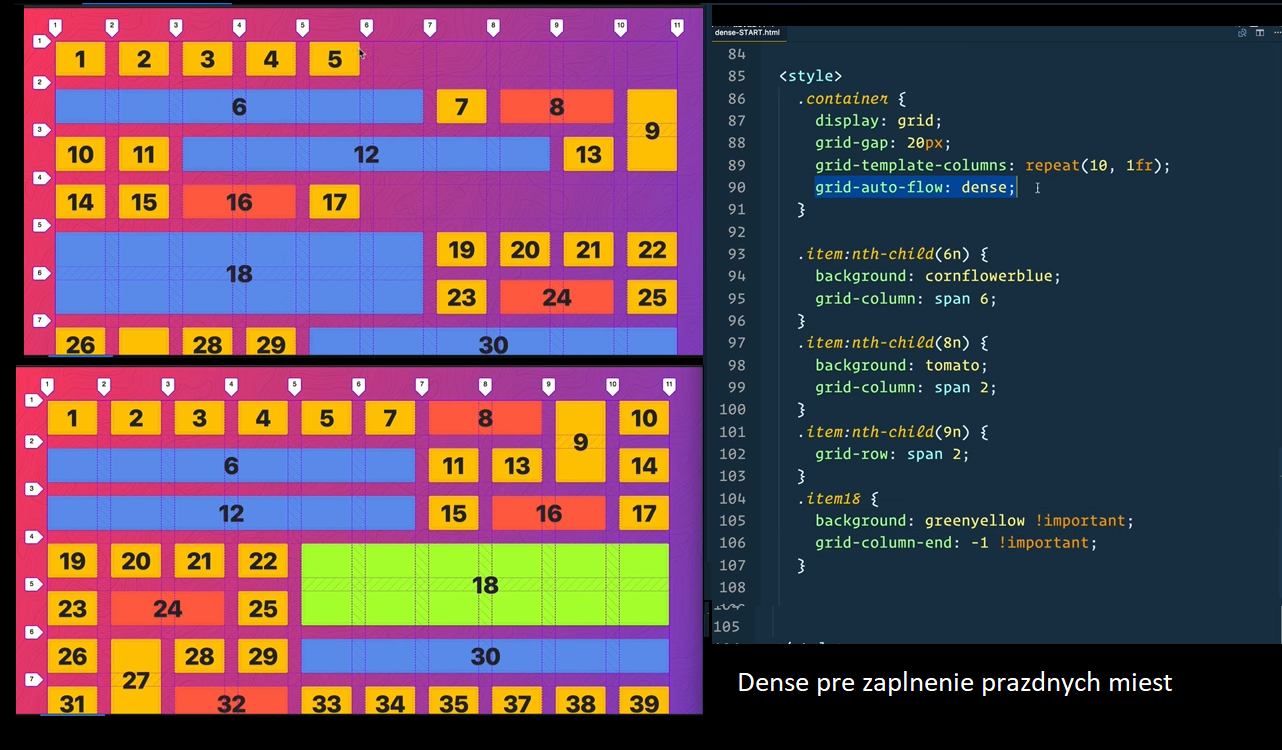 1 2 3 4 5 6 7 8 9 10 11
1
1 2 3 4 5
2
6 7 8 9
3
10 11 12 13
4
14 15 16 17
5
18 19 20 21 22
6
23 24 25
7
26 28 29 30
1 2 3 4 5 6 7 8 9 10 11
1
1 2 3 4 5 7 8 9 10
2
6 11 13 14
3
12 15 16 17
4
19 20 21 22 18
5
23 24 25
6
26 27 28 29 30
7
31 32 33 34 35 37 38 39
dense-START.html
84
85 <style>
86 .container {
87 display: grid;
88 grid-gap: 20px;
89 grid-template-columns: repeat(10, 1fr);
90 grid-auto-flow: dense;
91 }
92
93 .item:nth-child(6n) {
94 background: cornflowerblue;
95 grid-column: span 6;
96 }
97 .item:nth-child(8n) {
98 background: tomato;
99 grid-column: span 2;
100 }
101 .item:nth-child(9n) {
102 grid-row: span 2;
103 }
104 .item18 {
105 background: greenyellow !important;
106 grid-column-end: -1 !important;
107 }
108
105
Dense pre zaplnenie prazdnych miest